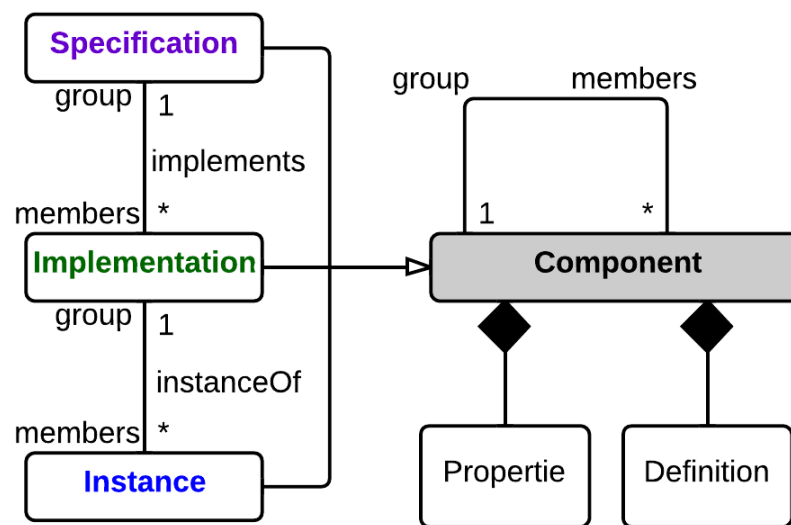 Specification
group
1
implements
members
*
Implementation
group
1
instanceOf
members
*
Instance
group
members
1
*
Component
Propertie
Definition